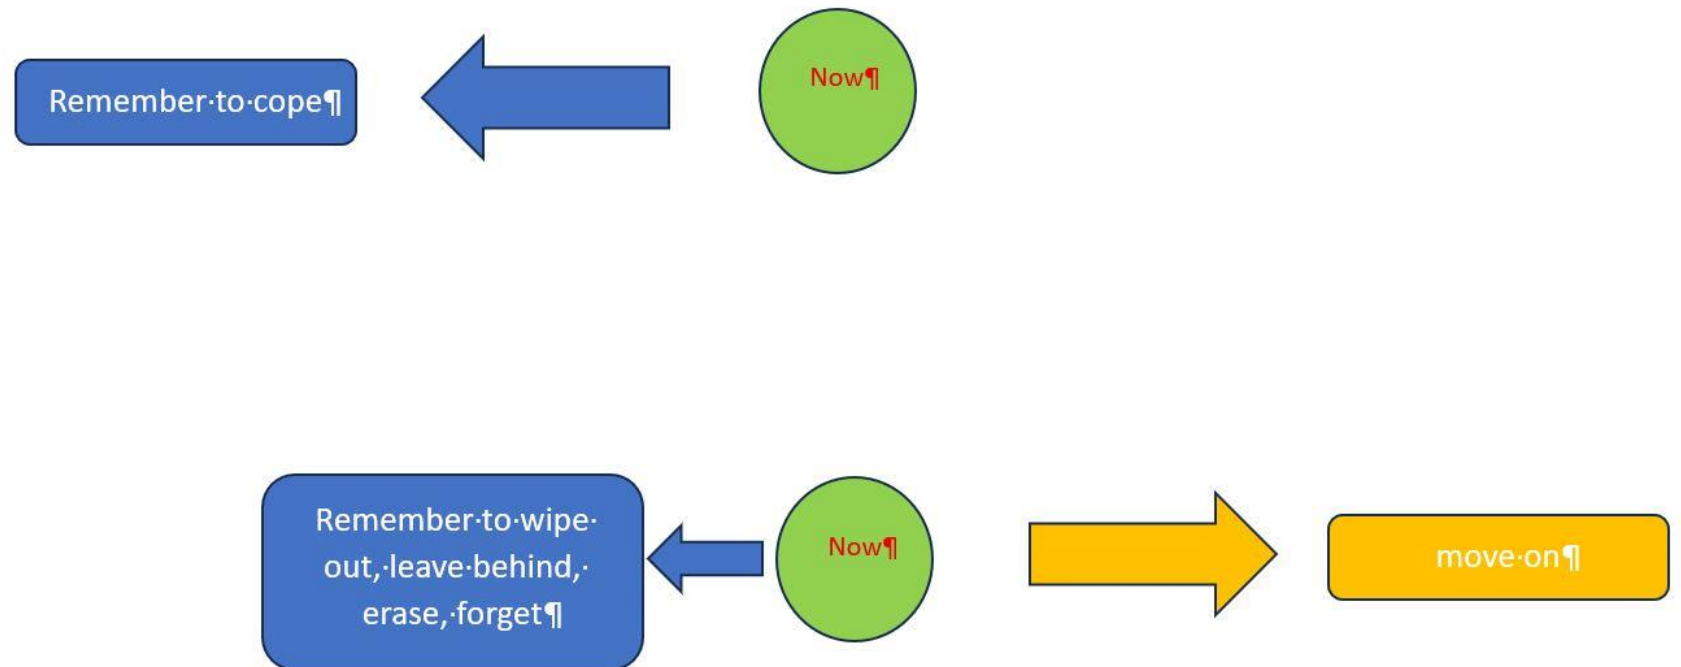 Remember·to·cope¶
Now¶
Remember·to·wipe·
out,·leave·behind,·
erase,·forget¶
Now¶
move·on¶